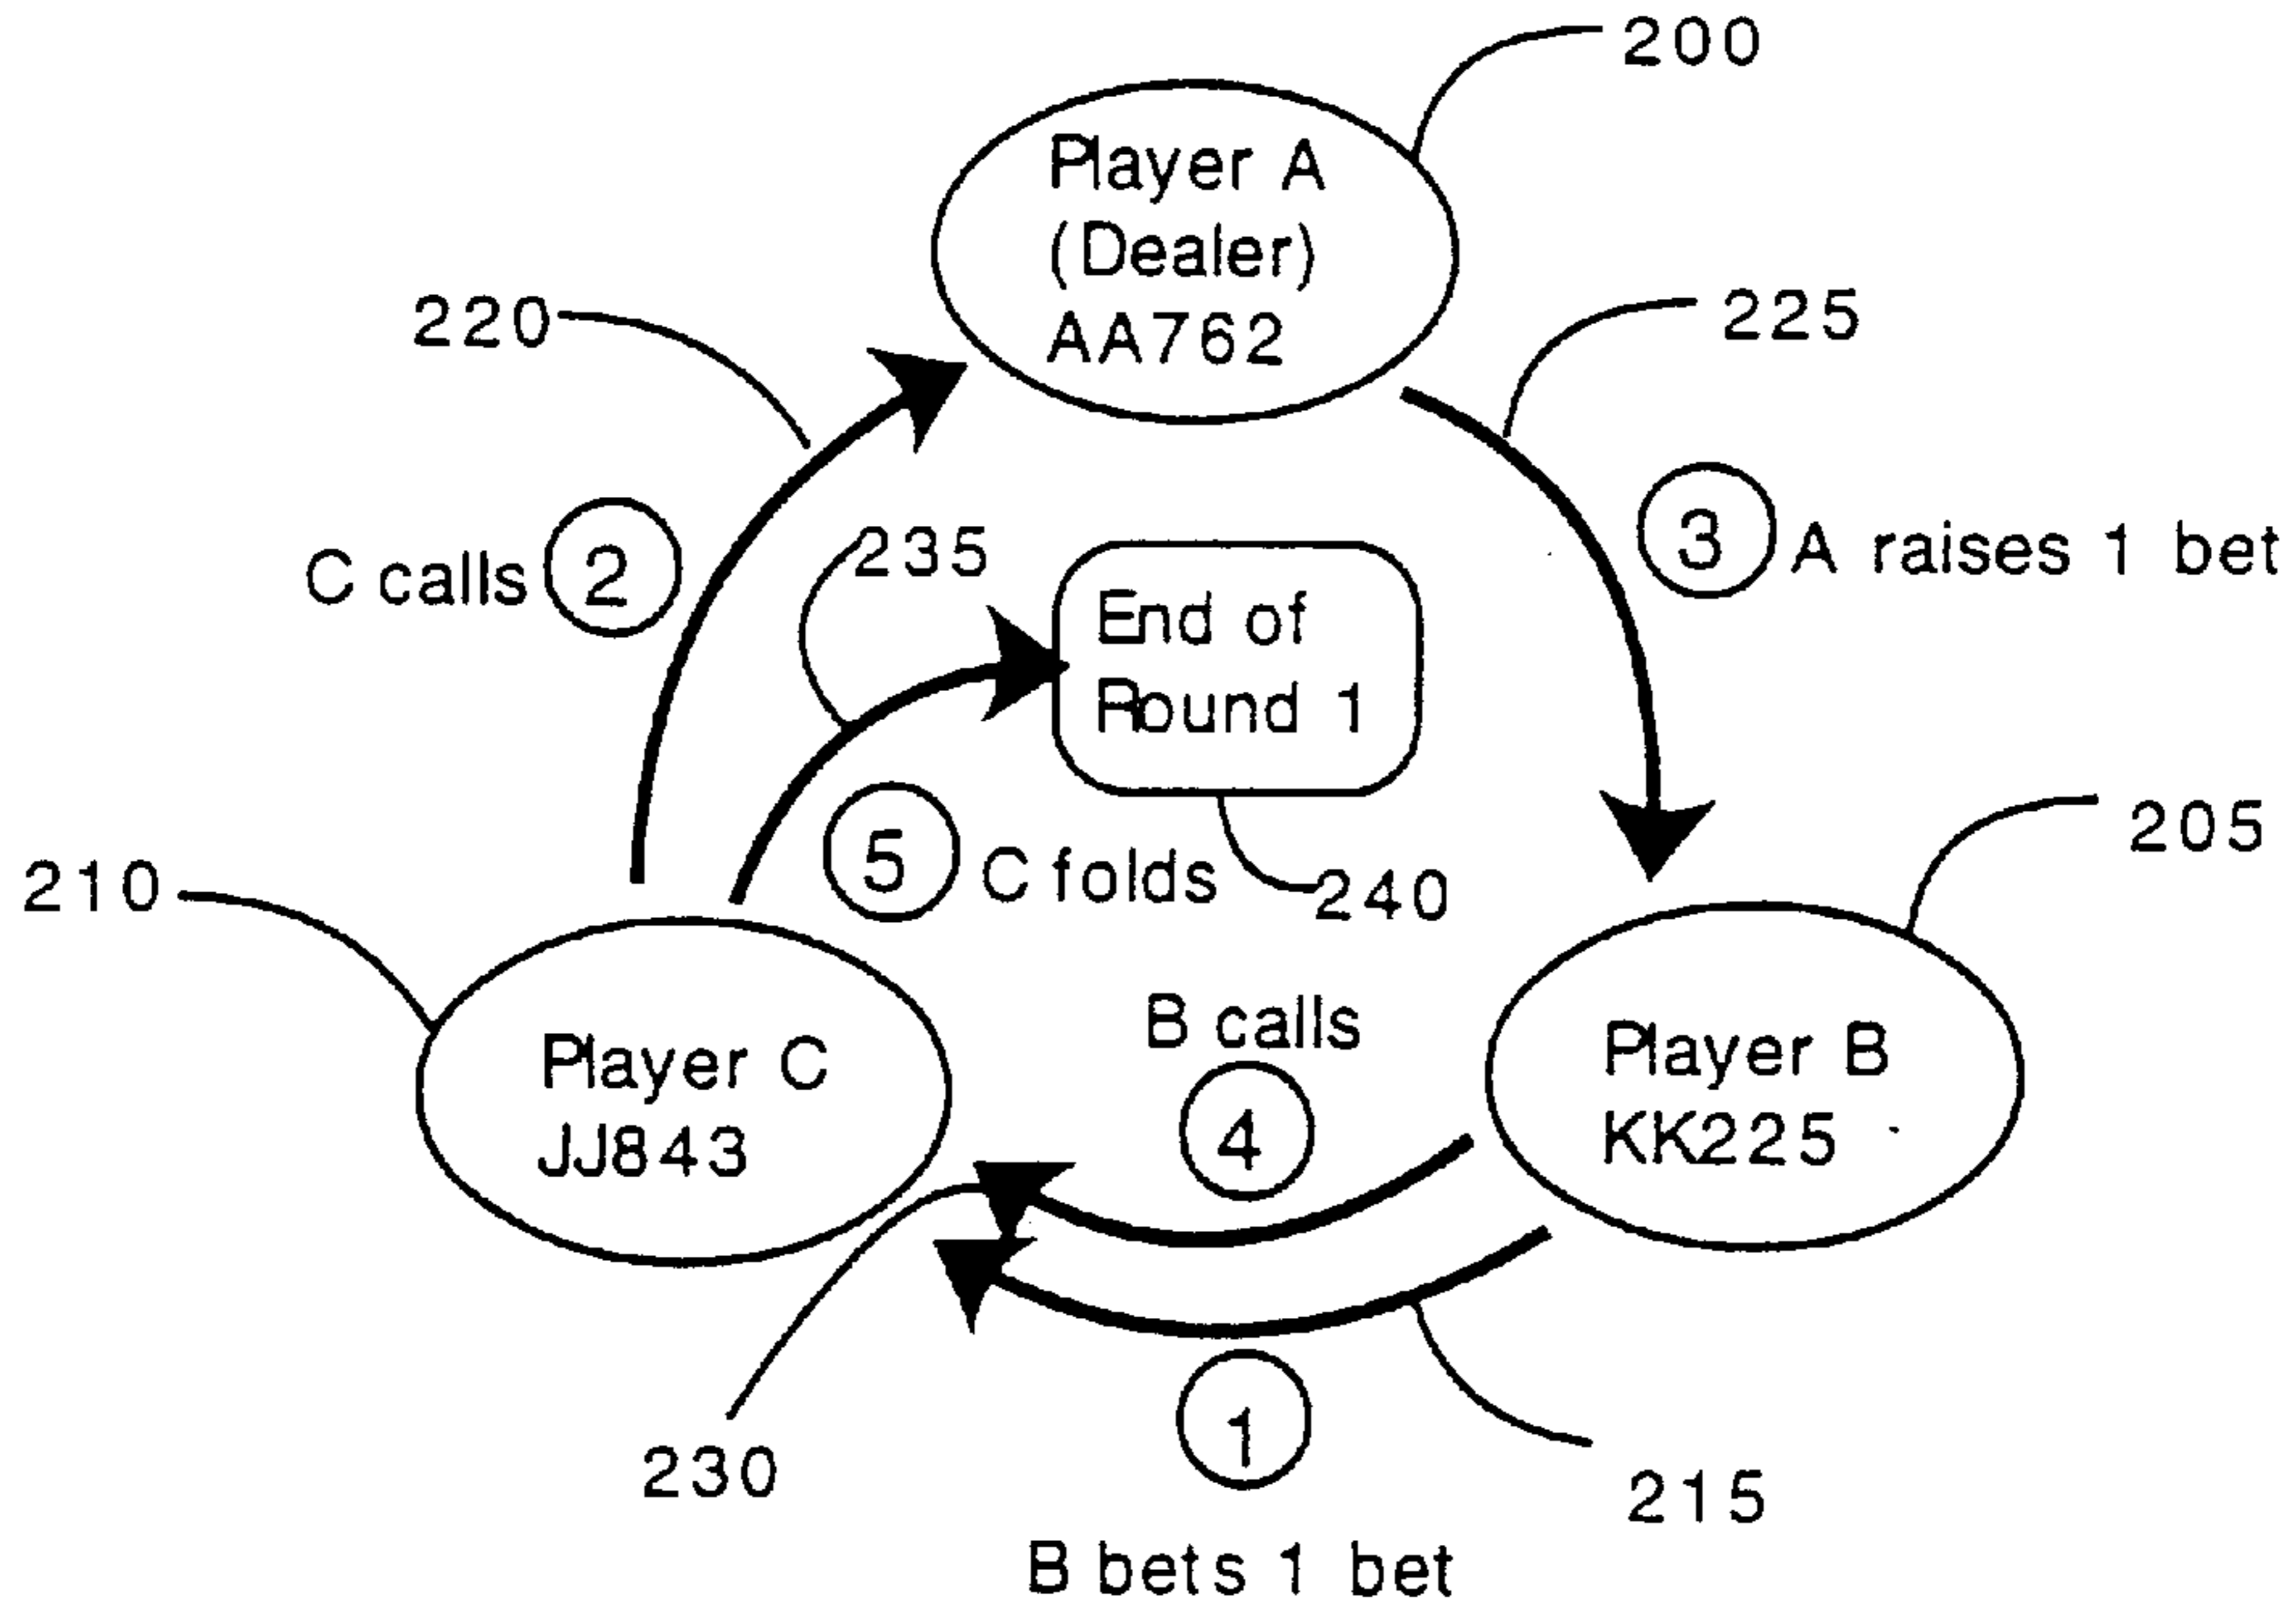 200
Player A
(Dealer)
AA762
220
225
C calls 2
235
3 A raises 1 bet
End of
Round 1
5 C folds
240
205
210
B calls
4
Player C
JJ843
Player B
KK225
230
1
215
B bets 1 bet